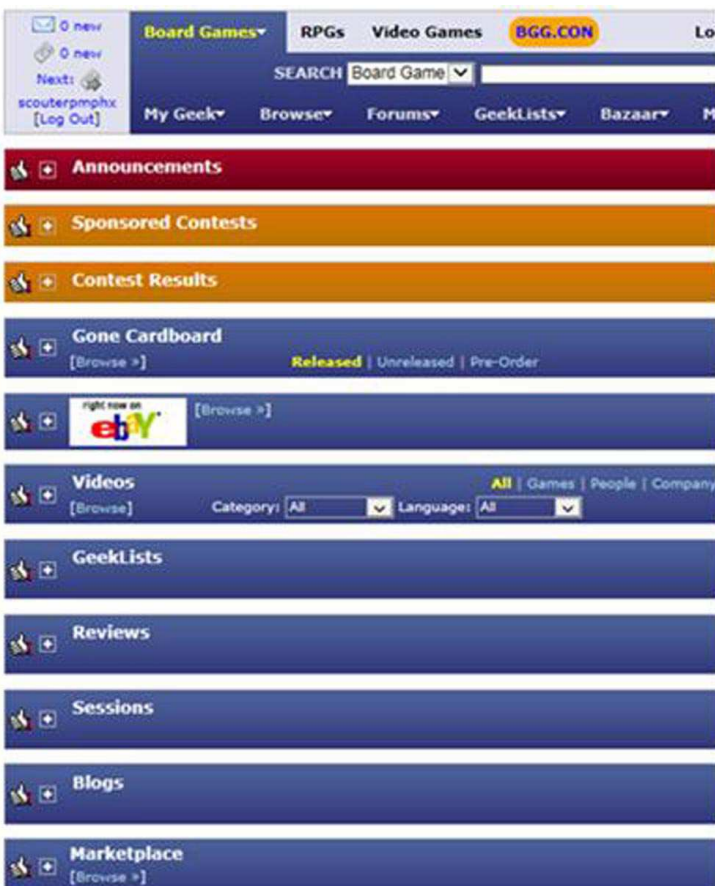 0 new
Board Games RPGs Video Games BGG.CON Lo
0 new
Next:
SEARCH Board Game
scouterpmphx
[Log Out]
My Geek Browse Forums GeekLists Bazaar M
Announcements
Sponsored Contests
Contest Results
Gone Cardboard
[Browse »] Released | Unreleased | Pre-Order
right now on
ebY [Browse »]
Videos All | Games | People | Company
[Browse] Category: All Language: All
GeekLists
Reviews
Sessions
Blogs
Marketplace
[Browse »]